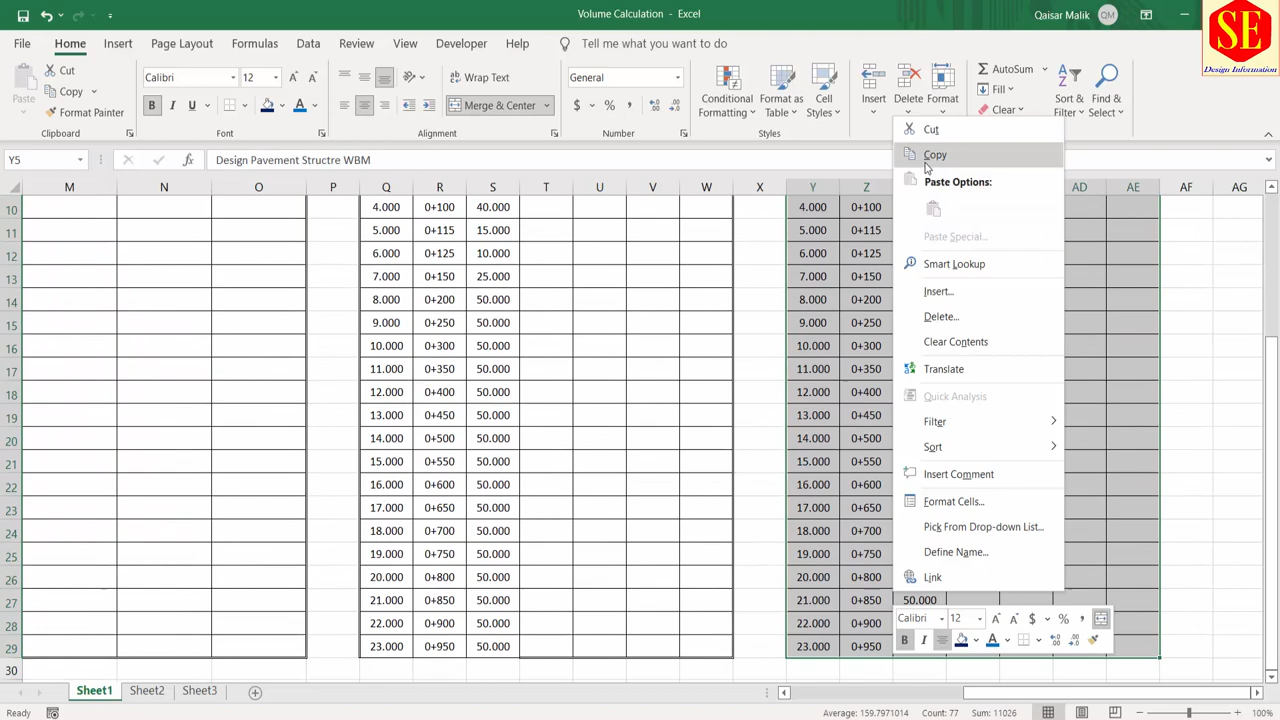 Volume Calculation - Excel
Qaisar Malik QM
SE
Design Information
File Home Insert Page Layout Formulas Data Review View Developer Help Tell me what you want to do
Paste
Cut
Copy
Format Painter
Clipboard
Calibri 12
B I U
Font
Wrap Text
Merge & Center
Alignment
General
$ % ,
Number
Conditional Formatting
Format as Table
Cell Styles
Styles
Insert Delete Format
AutoSum
Fill
Clear
Sort & Filter
Find & Select
Y5 fx Design Pavement Structre WBM
M N O P Q R S T U V W X Y Z AD AE AF AG
10 4.000 0+100 40.000 4.000 0+100
11 5.000 0+115 15.000 5.000 0+115
12 6.000 0+125 10.000 6.000 0+125
13 7.000 0+150 25.000 7.000 0+150
14 8.000 0+200 50.000 8.000 0+200
15 9.000 0+250 50.000 9.000 0+250
16 10.000 0+300 50.000 10.000 0+300
17 11.000 0+350 50.000 11.000 0+350
18 12.000 0+400 50.000 12.000 0+400
19 13.000 0+450 50.000 13.000 0+450
20 14.000 0+500 50.000 14.000 0+500
21 15.000 0+550 50.000 15.000 0+550
22 16.000 0+600 50.000 16.000 0+600
23 17.000 0+650 50.000 17.000 0+650
24 18.000 0+700 50.000 18.000 0+700
25 19.000 0+750 50.000 19.000 0+750
26 20.000 0+800 50.000 20.000 0+800
27 21.000 0+850 50.000 21.000 0+850 50.000
28 22.000 0+900 50.000 22.000 0+900
29 23.000 0+950 50.000 23.000 0+950
30
Cut
Copy
Paste Options:
Paste Special...
Smart Lookup
Insert...
Delete...
Clear Contents
Translate
Quick Analysis
Filter
Sort
Insert Comment
Format Cells...
Pick From Drop-down List...
Define Name...
Link
Calibri 12 A A $ % ,
B I A
Sheet1 Sheet2 Sheet3
Ready
Average: 159.7971014 Count: 77 Sum: 11026
100%